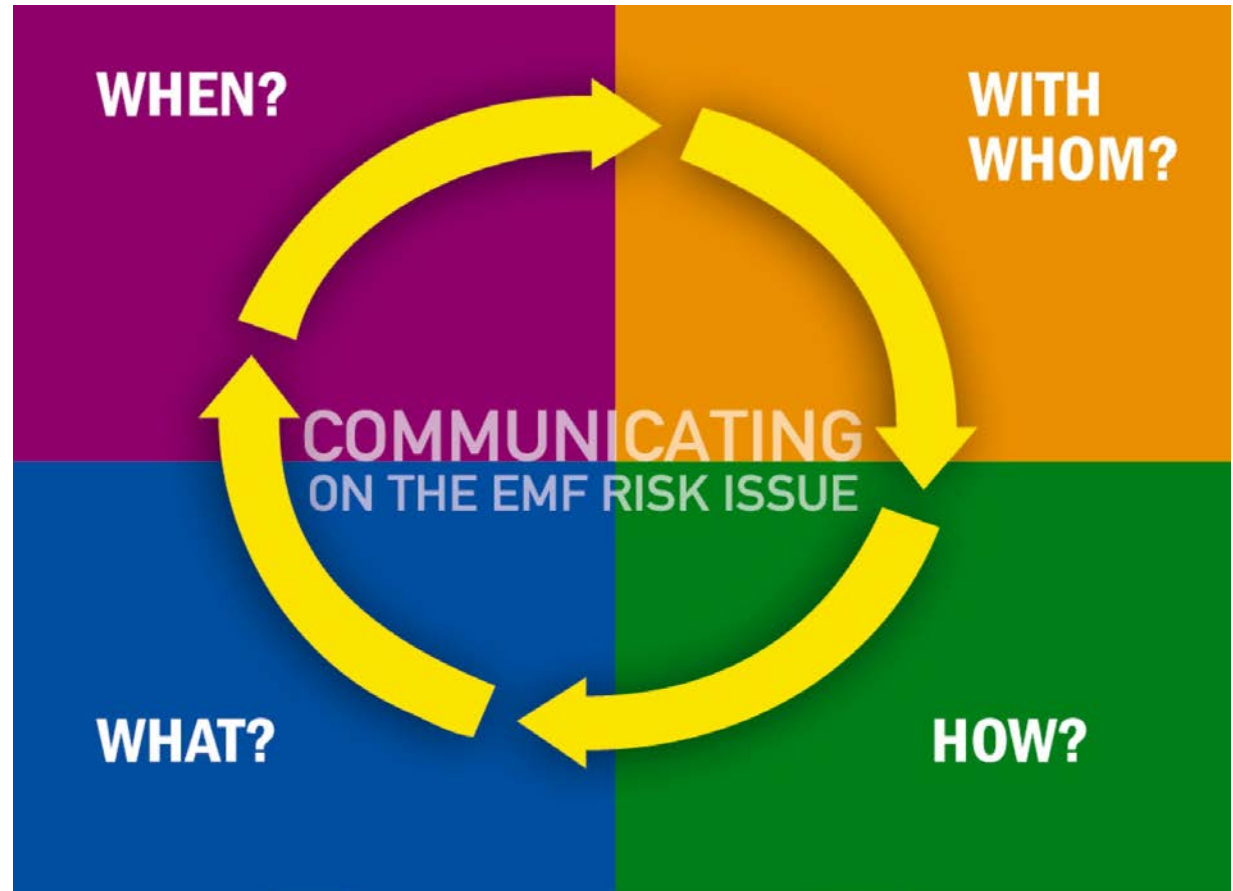 WHEN?
WITH
WHOM?
COMMUNICATING
ON THE EMF RISK ISSUE
WHAT?
HOW?